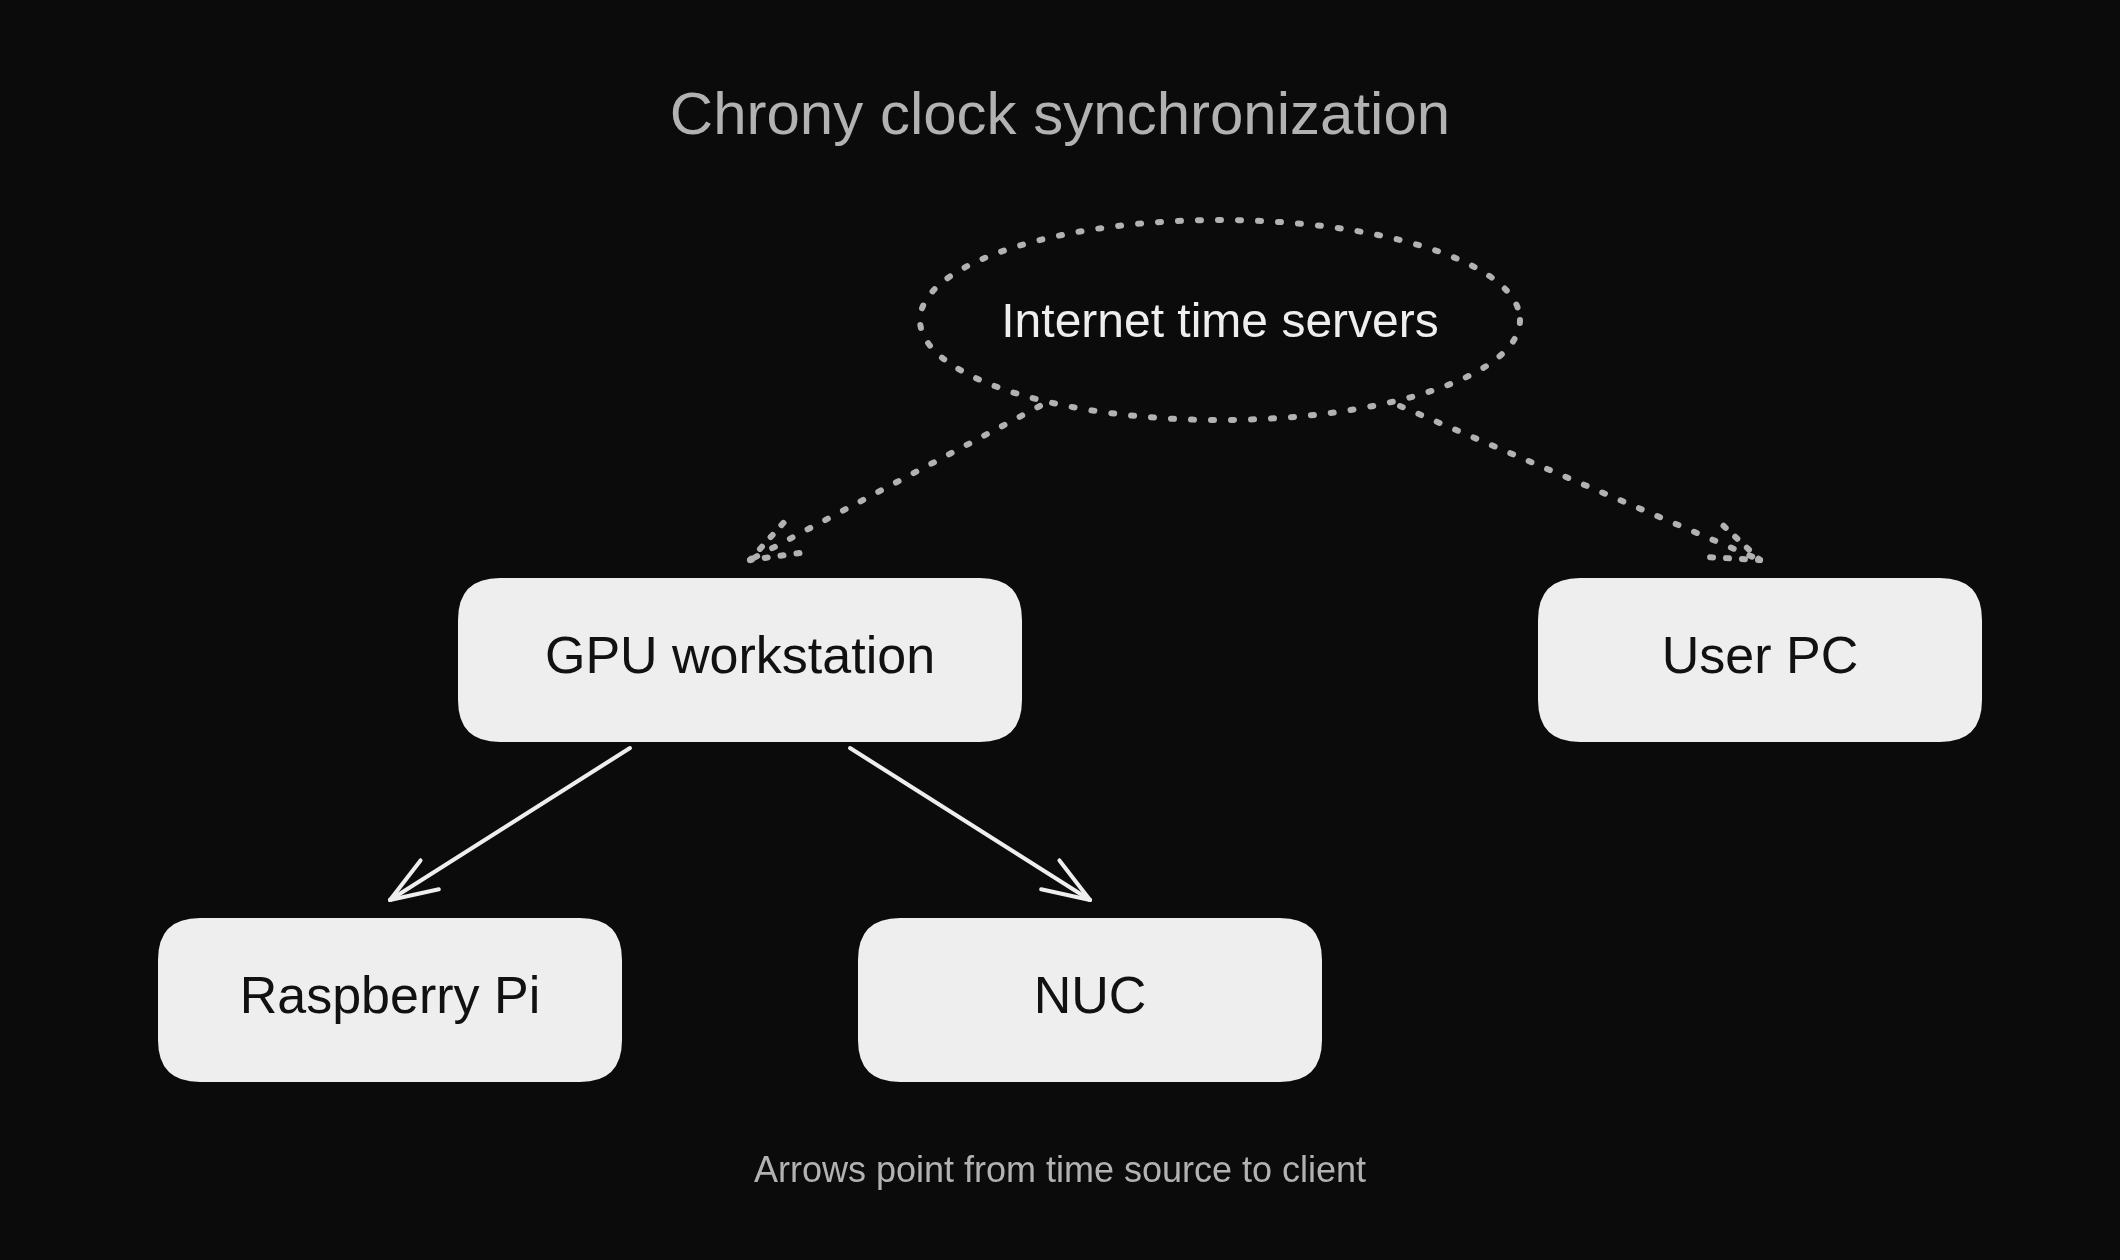 Chrony clock synchronization
Internet time servers
GPU workstation
User PC
Raspberry Pi
NUC
Arrows point from time source to client